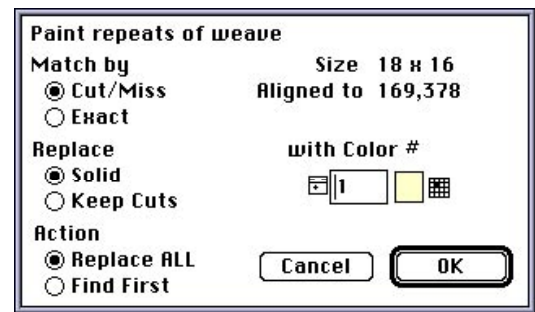 Paint repeats of weave
Match by
Size 18 x 16
Cut/Miss
Aligned to 169,378
Exact
Replace
with Color #
Solid
1
Keep Cuts
Action
Replace ALL
Cancel
OK
Find First